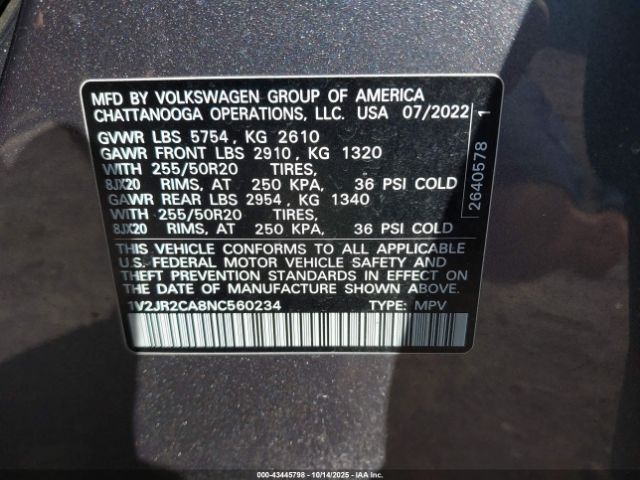 MFD BY VOLKSWAGEN GROUP OF AMERICA
CHATTANOOGA OPERATIONS, LLC. USA 07/2022
GVWR LBS 5754, KG 2610
GAWR FRONT LBS 2910, KG 1320
WITH 255/50R20 TIRES,
8JX20 RIMS, AT 250 KPA, 36 PSI COLD
GAWR REAR LBS 2954, KG 1340
WITH 255/50R20 TIRES,
8JX20 RIMS, AT 250 KPA, 36 PSI COLD
THIS VEHICLE CONFORMS TO ALL APPLICABLE
U.S. FEDERAL MOTOR VEHICLE SAFETY AND
THEFT PREVENTION STANDARDS IN EFFECT ON
THE DATE OF MANUFACTURE SHOWN ABOVE.
1V2JR2CA8NC560234 TYPE: MPV
2640578 1
000-43445798 - 10/14/2025 - IAA Inc.